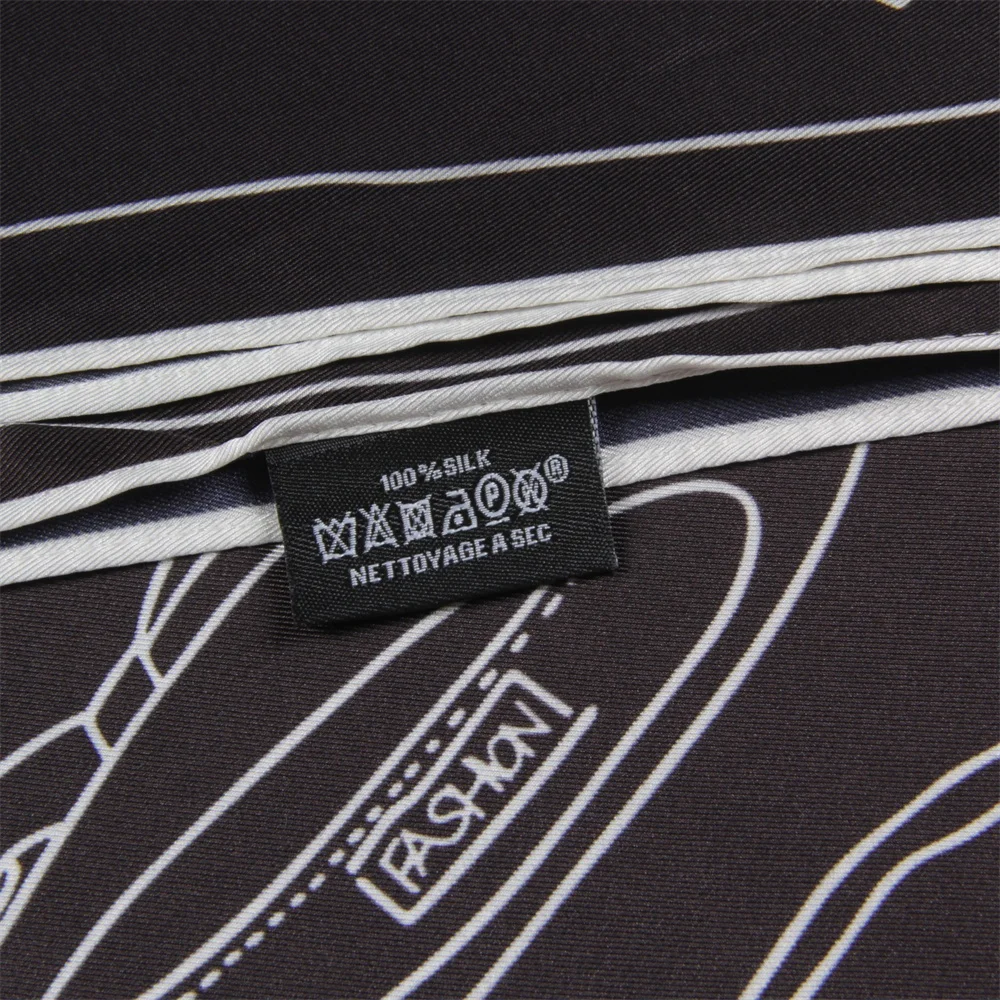 100%SILK
P W ®
NETTOYAGE A SEC
FASHION